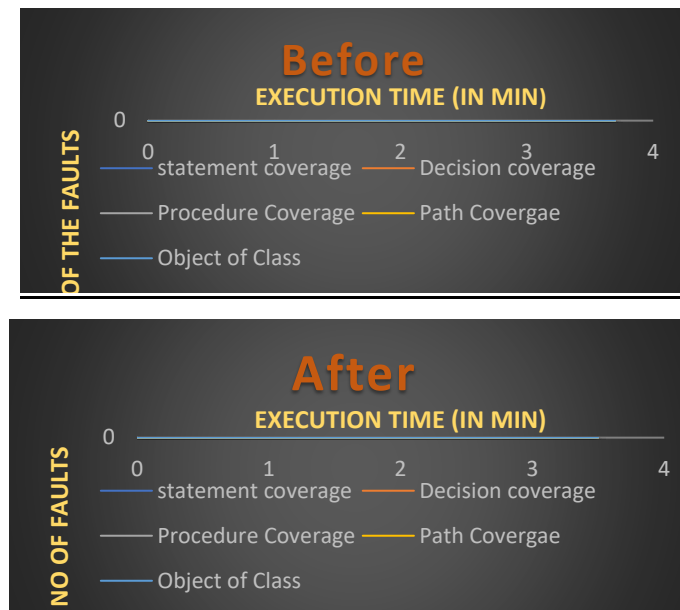 Before
EXECUTION TIME (IN MIN)
0
0 1 2 3 4
statement coverage Decision coverage
Procedure Coverage Path Covergae
Object of Class
OF THE FAULTS
After
EXECUTION TIME (IN MIN)
0
0 1 2 3 4
statement coverage Decision coverage
Procedure Coverage Path Covergae
Object of Class
NO OF FAULTS